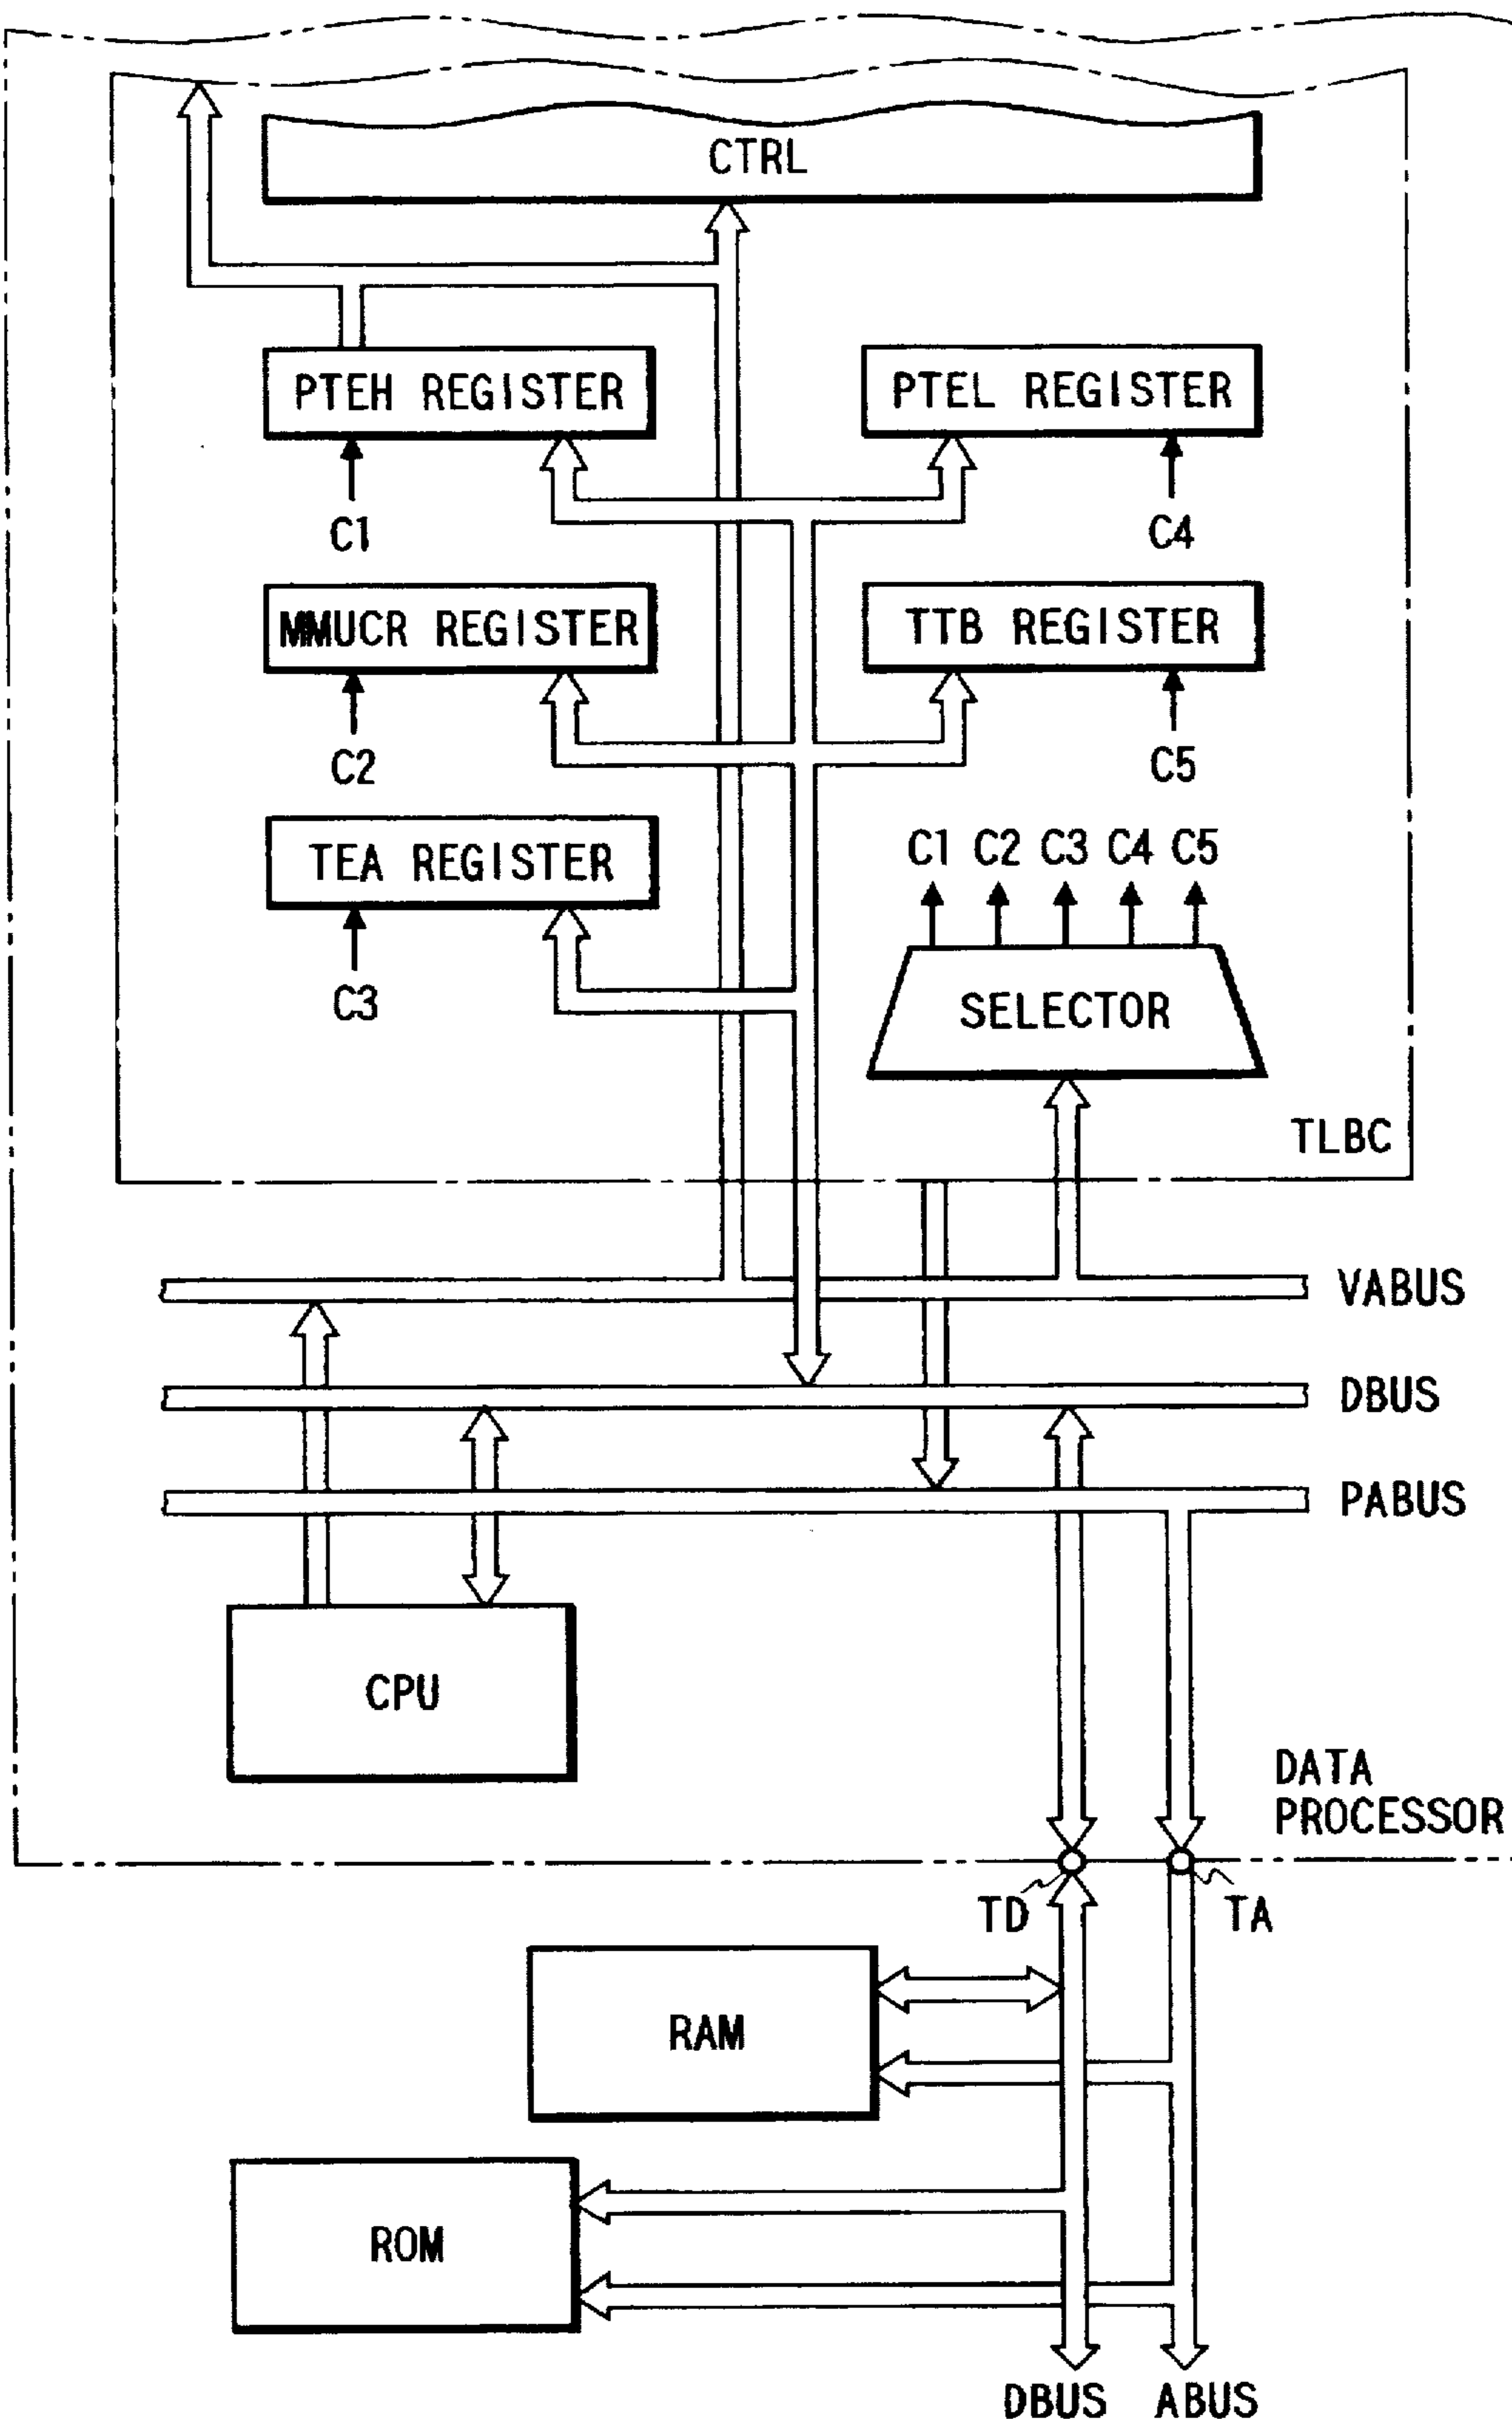 CTRL
PTEH REGISTER
PTEL REGISTER
C1
C4
MMUCR REGISTER
TTB REGISTER
C2
C5
TEA REGISTER
C1 C2 C3 C4 C5
C3
SELECTOR
TLBC
VABUS
DBUS
PABUS
CPU
DATA
PROCESSOR
TD
TA
RAM
ROM
DBUS
ABUS